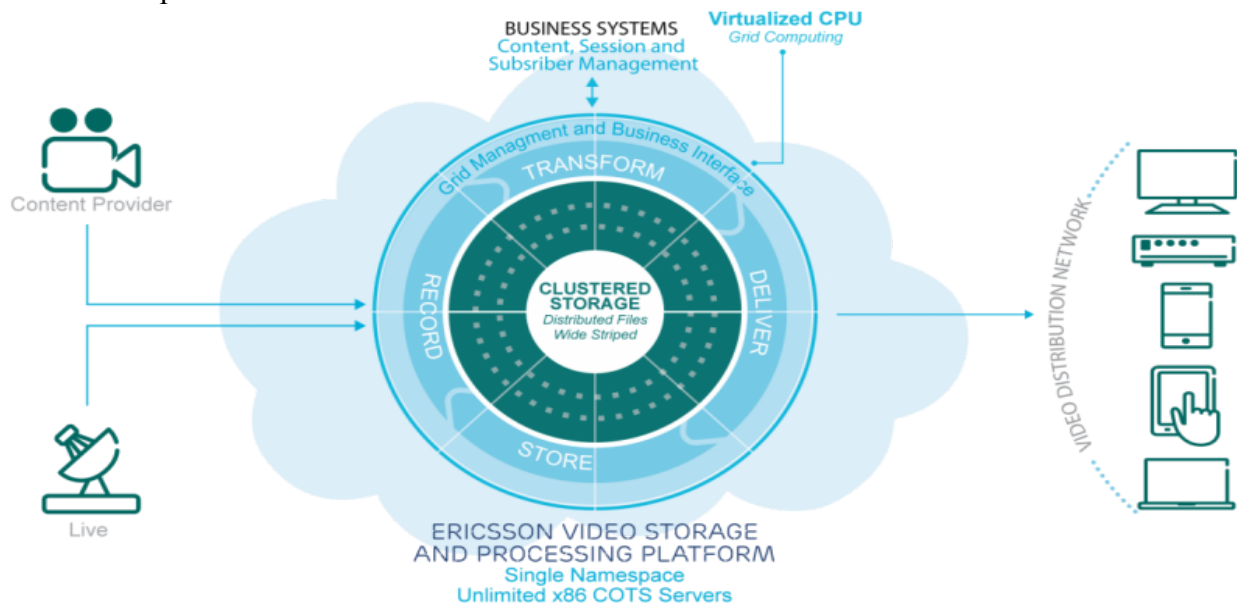 BUSINESS SYSTEMS
Content, Session and
Subsriber Management
Virtualized CPU
Grid Computing
Content Provider
Live
Grid Managment and Business Interface
TRANSFORM
RECORD
DELIVER
STORE
CLUSTERED
STORAGE
Distributed Files
Wide Striped
VIDEO DISTRIBUTION NETWORK
ERICSSON VIDEO STORAGE
AND PROCESSING PLATFORM
Single Namespace
Unlimited x86 COTS Servers